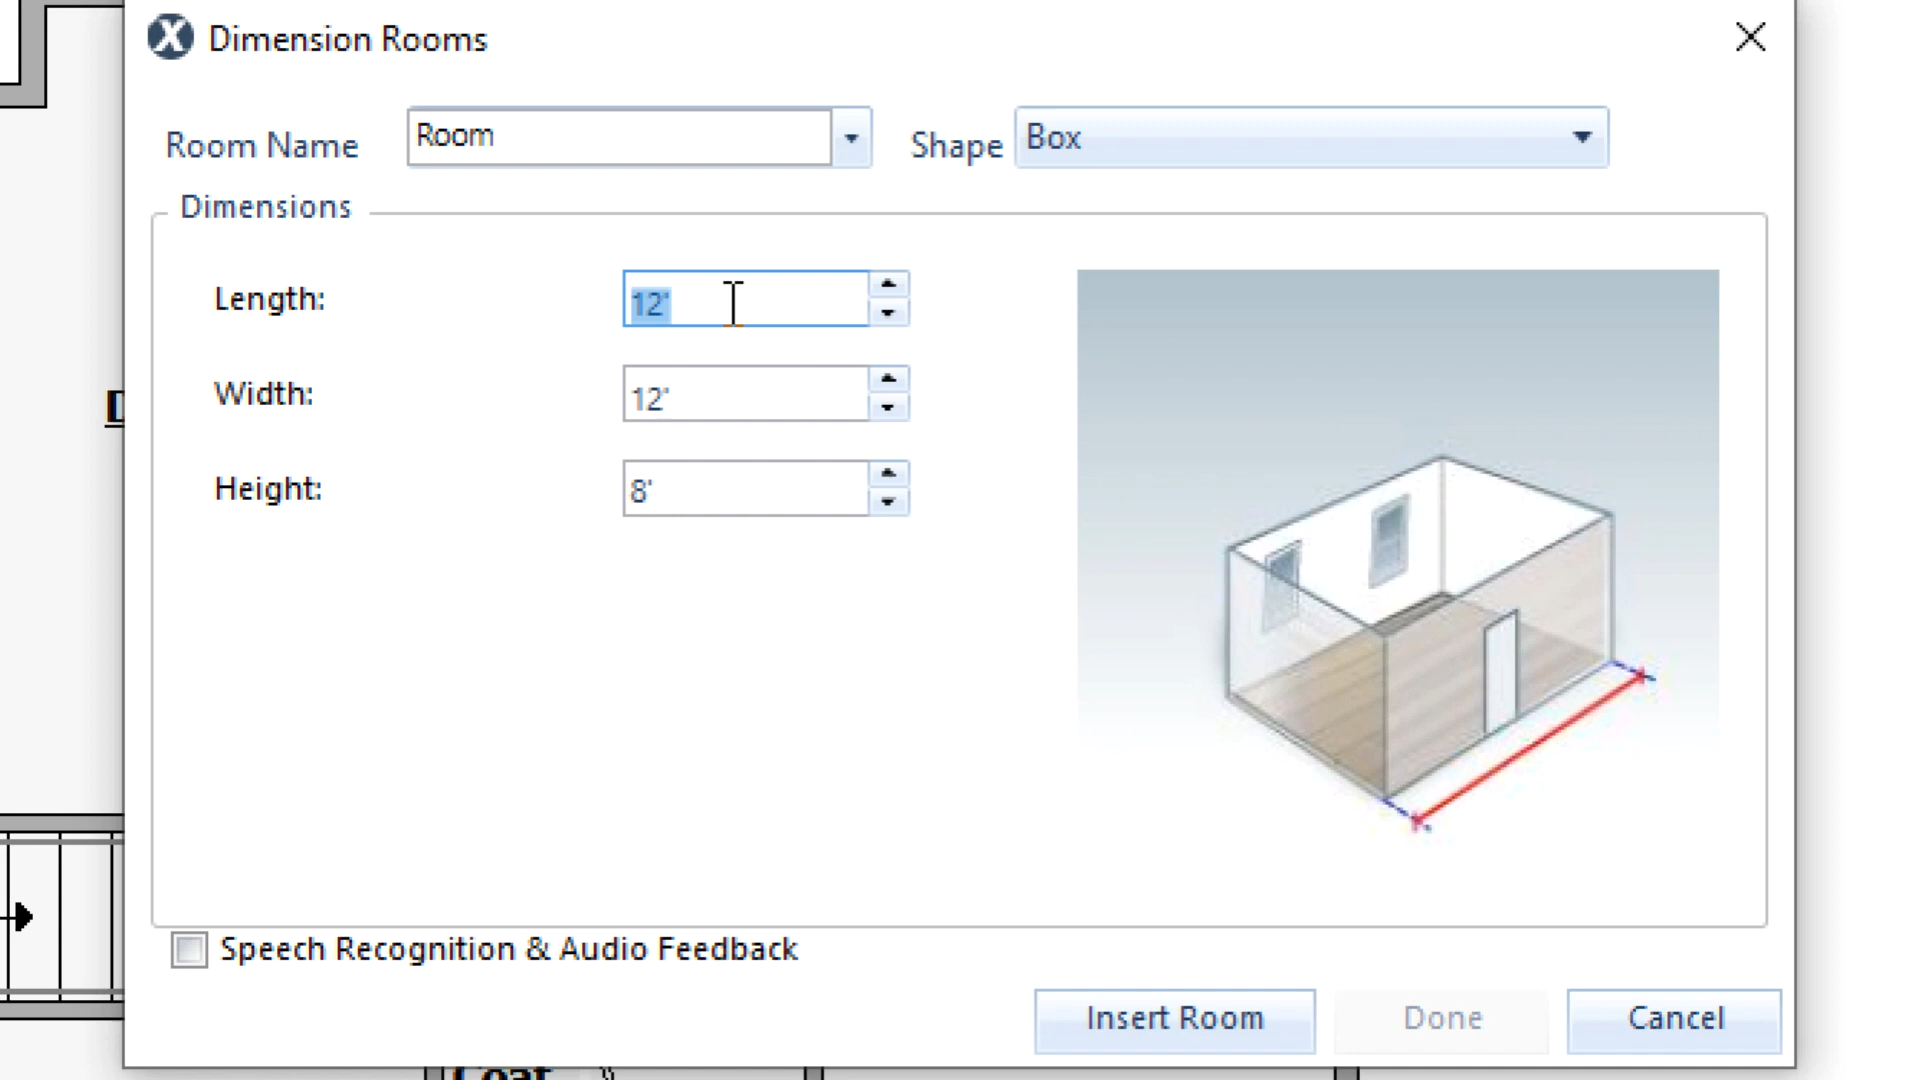 Dimension Rooms
Room Name Room Shape Box
Dimensions
Length: 12'
Width: 12'
Height: 8'
Speech Recognition & Audio Feedback
Insert Room Done Cancel